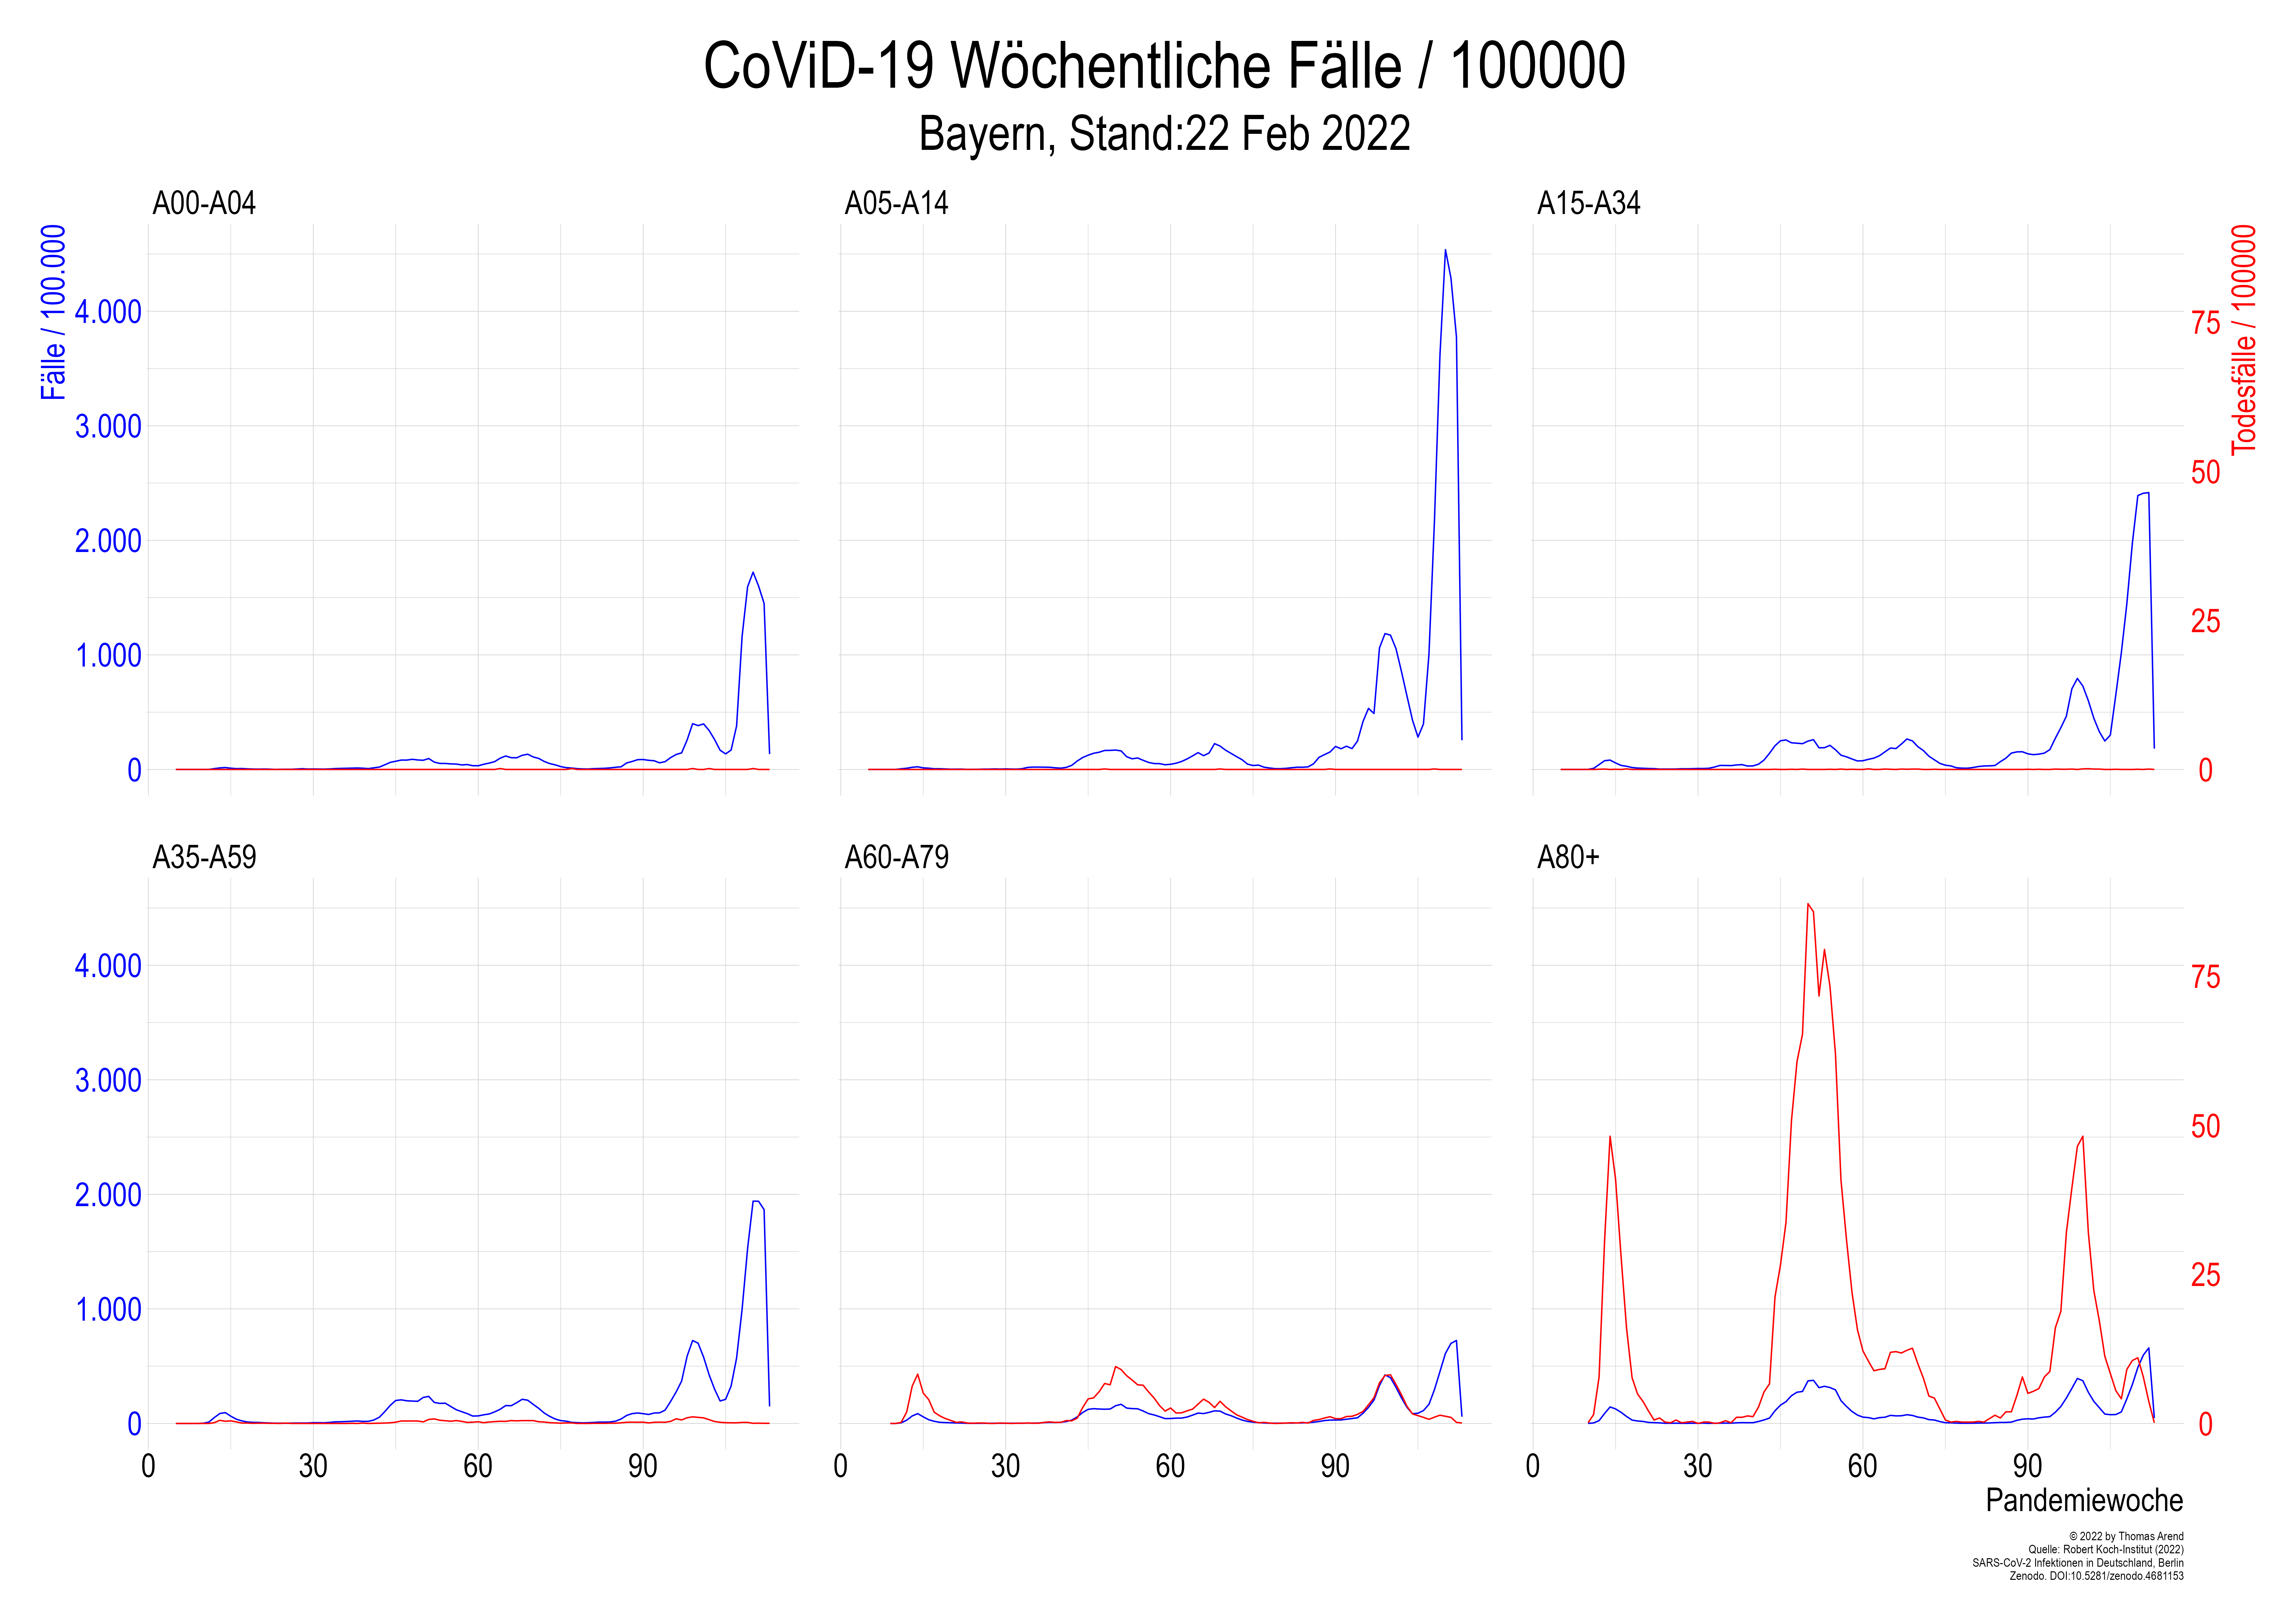 CoViD-19 Wöchentliche Fälle / 100000
Bayern, Stand:22 Feb 2022
A00-A04
A05-A14
A15-A34
Fälle / 100.000
4.000
3.000
2.000
1.000
0
75
50
25
0
Todesfälle / 100000
A35-A59
A60-A79
A80+
4.000
3.000
2.000
1.000
0
75
50
25
0
0 30 60 90
0 30 60 90
0 30 60 90
Pandemiewoche
© 2022 by Thomas Arend
Quelle: Robert Koch-Institut (2022)
SARS-CoV-2 Infektionen in Deutschland, Berlin
Zenodo. DOI:10.5281/zenodo.4681153